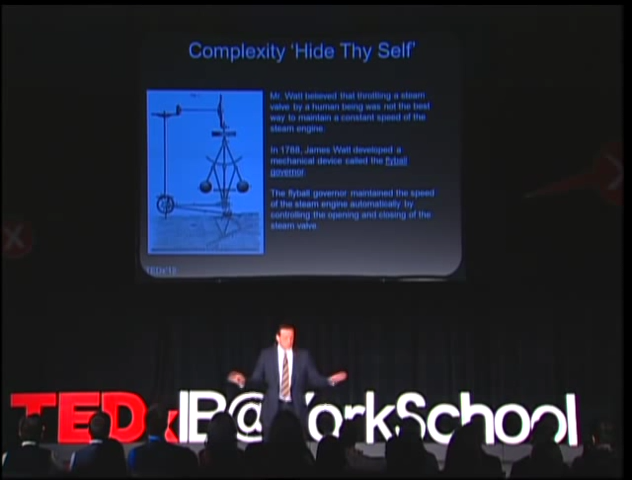 Complexity 'Hide Thy Self'
Mr. Watt believed that throttling a steam
valve by a human being was not the best
way to maintain a constant speed of the
steam engine.
In 1788, James Watt developed a
mechanical device called the flyball
governor.
The flyball governor maintained the speed
of the steam engine automatically by
controlling the opening and closing of the
steam valve.
TEDx'12
TEDxIB@YorkSchool